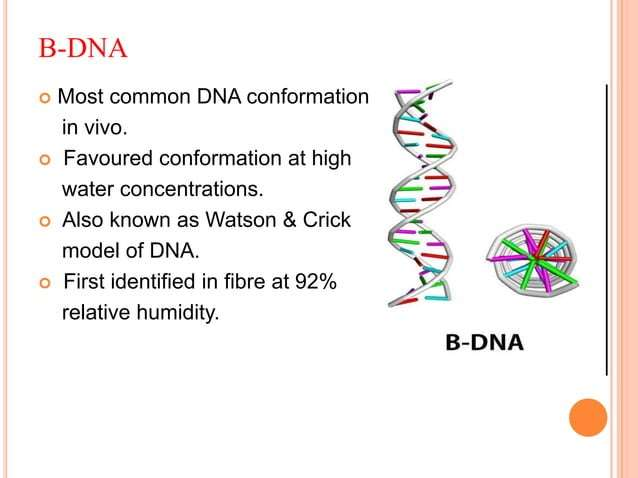 B-DNA
Most common DNA conformation
in vivo.
Favoured conformation at high
water concentrations.
Also known as Watson & Crick
model of DNA.
First identified in fibre at 92%
relative humidity.
B-DNA